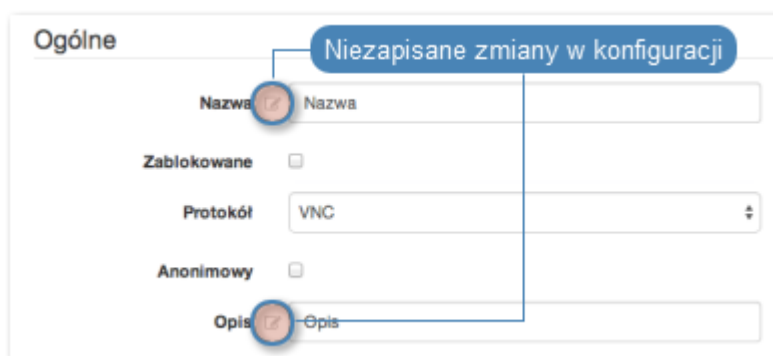 Ogólne
Niezapisane zmiany w konfiguracji
Nazwa Nazwa
Zablokowane
Protokół VNC
Anonimowy
Opis Opis